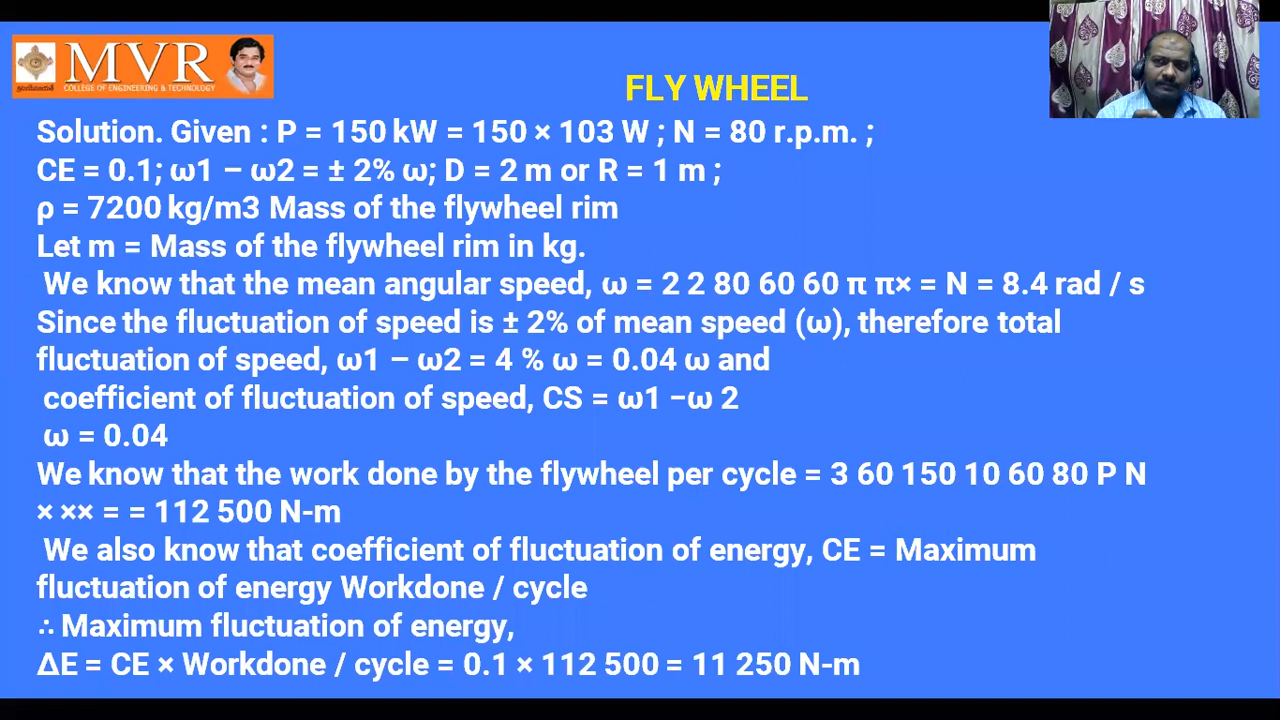 MVR
COLLEGE OF ENGINEERING & TECHNOLOGY
FLY WHEEL
Solution. Given : P = 150 kW = 150 × 103 W ; N = 80 r.p.m. ;
CE = 0.1; ω1 – ω2 = ± 2% ω; D = 2 m or R = 1 m ;
ρ = 7200 kg/m3 Mass of the flywheel rim
Let m = Mass of the flywheel rim in kg.
We know that the mean angular speed, ω = 2 2 80 60 60 π π× = N = 8.4 rad / s
Since the fluctuation of speed is ± 2% of mean speed (ω), therefore total
fluctuation of speed, ω1 – ω2 = 4 % ω = 0.04 ω and
coefficient of fluctuation of speed, CS = ω1 −ω 2
ω = 0.04
We know that the work done by the flywheel per cycle = 3 60 150 10 60 80 P N
× ×× = = 112 500 N-m
We also know that coefficient of fluctuation of energy, CE = Maximum
fluctuation of energy Workdone / cycle
∴ Maximum fluctuation of energy,
ΔE = CE × Workdone / cycle = 0.1 × 112 500 = 11 250 N-m